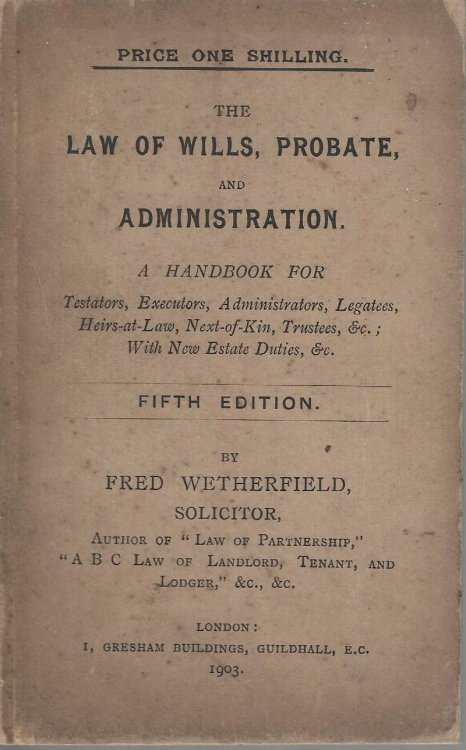 PRICE ONE SHILLING.
THE
LAW OF WILLS, PROBATE,
AND
ADMINISTRATION.
A HANDBOOK FOR
Testators, Executors, Administrators, Legatees,
Heirs-at-Law, Next-of-Kin, Trustees, &c.;
With New Estate Duties, &c.
FIFTH EDITION.
BY
FRED WETHERFIELD,
SOLICITOR,
AUTHOR OF "LAW OF PARTNERSHIP,"
"A B C LAW OF LANDLORD, TENANT, AND
LODGER," &c., &c.
LONDON:
1, GRESHAM BUILDINGS, GUILDHALL, E.C.
1903.